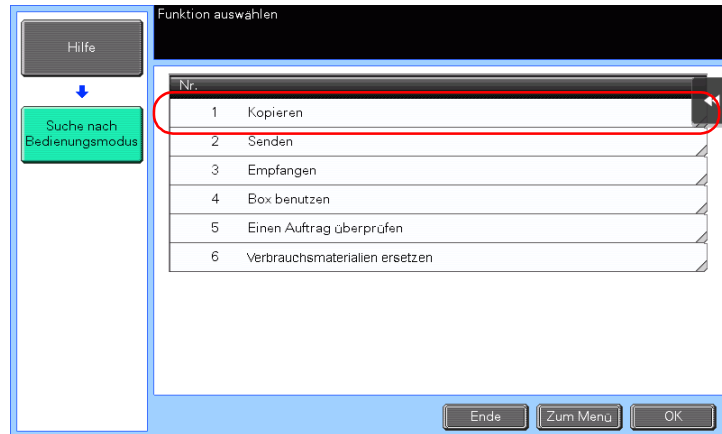 Funktion auswählen
Hilfe
Suche nach
Bedienungsmodus
Nr.
1 Kopieren
2 Senden
3 Empfangen
4 Box benutzen
5 Einen Auftrag überprüfen
6 Verbrauchsmaterialien ersetzen
Ende Zum Menü OK